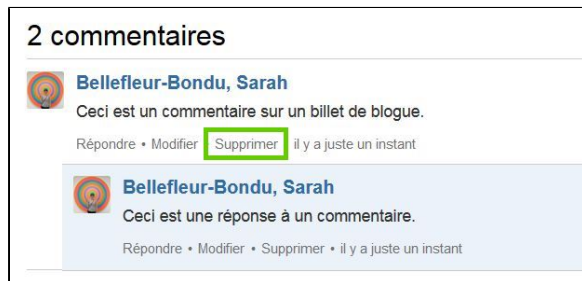 2 commentaires
Bellefleur-Bondu, Sarah
Ceci est un commentaire sur un billet de blogue.
Répondre • Modifier Supprimer il y a juste un instant
Bellefleur-Bondu, Sarah
Ceci est une réponse à un commentaire.
Répondre • Modifier • Supprimer • il y a juste un instant